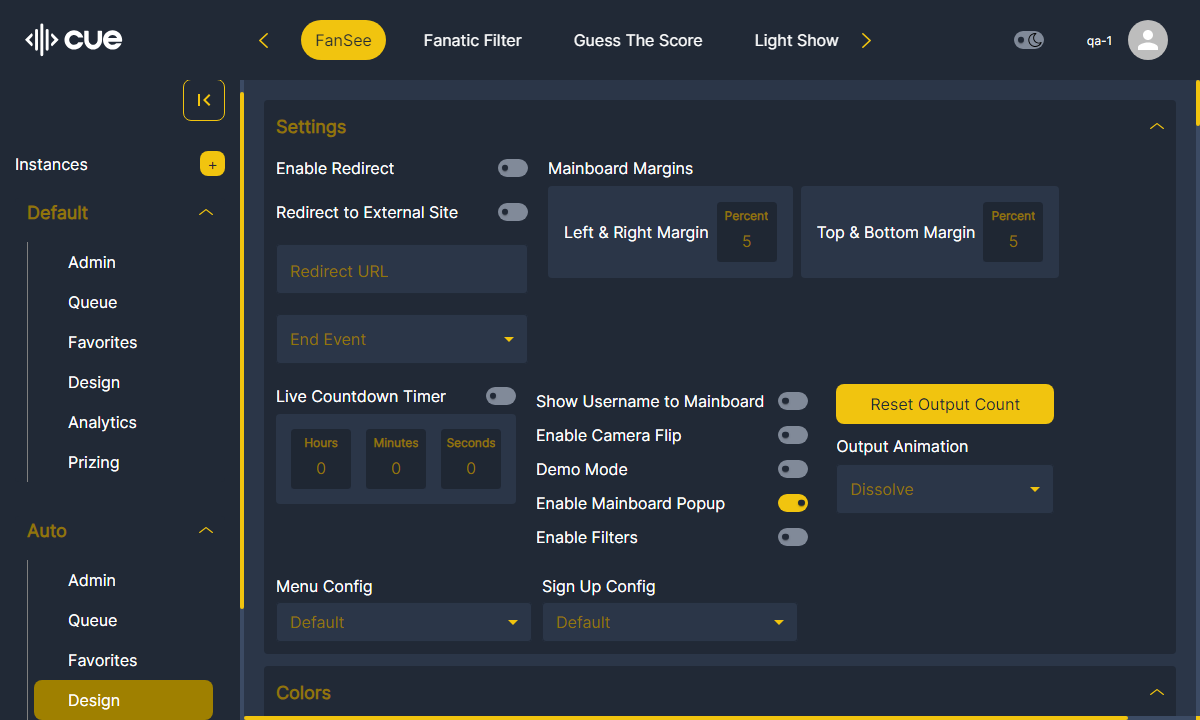 cue
FanSee
Fanatic Filter
Guess The Score
Light Show
qa-1
Instances
+
Default
Admin
Queue
Favorites
Design
Analytics
Prizing
Auto
Admin
Queue
Favorites
Design
Settings
Enable Redirect
Redirect to External Site
Redirect URL
End Event
Mainboard Margins
Left & Right Margin
Percent
5
Top & Bottom Margin
Percent
5
Live Countdown Timer
Hours
0
Minutes
0
Seconds
0
Show Username to Mainboard
Enable Camera Flip
Demo Mode
Enable Mainboard Popup
Enable Filters
Reset Output Count
Output Animation
Dissolve
Menu Config
Default
Sign Up Config
Default
Colors